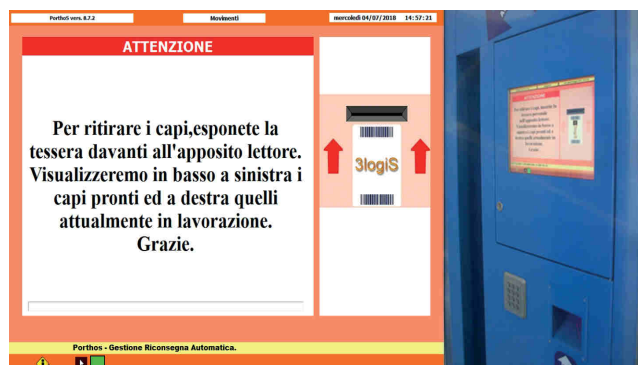 PorthoS vers. 8.7.2
Movimenti
mercoledì 04/07/2018 14:57:21
ATTENZIONE
Per ritirare i capi,esponete la
tessera davanti all'apposito lettore.
Visualizzeremo in basso a sinistra i
capi pronti ed a destra quelli
attualmente in lavorazione.
Grazie.
3logiS
Porthos - Gestione Riconsegna Automatica.